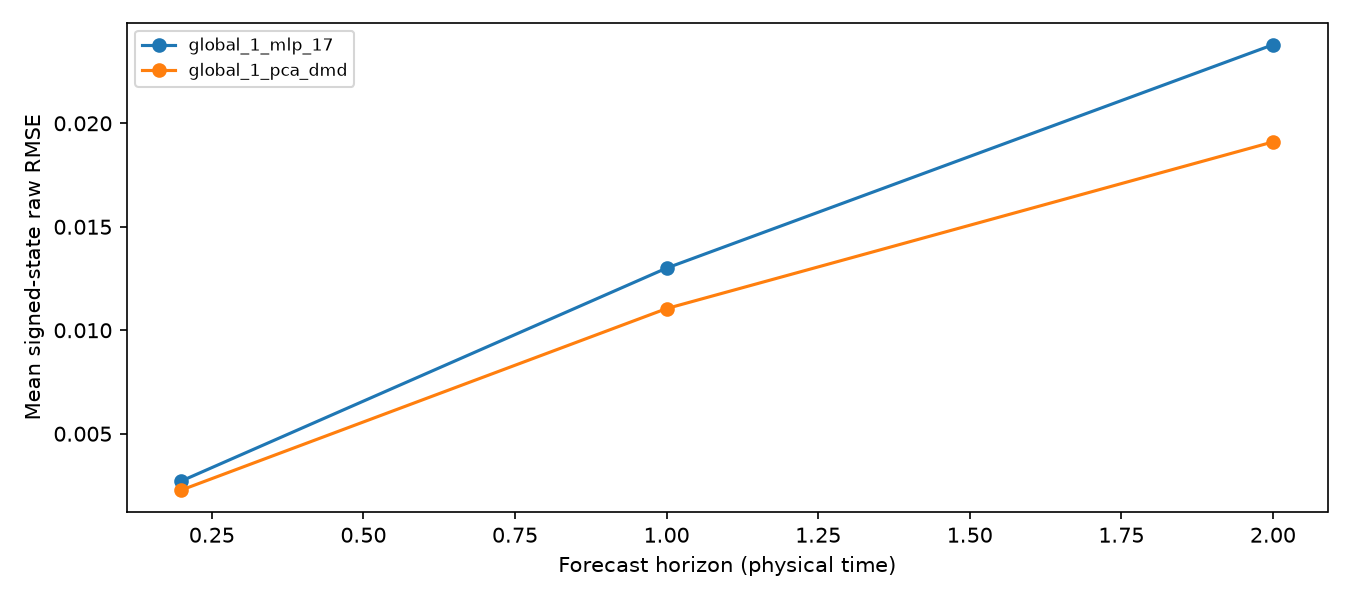 global_1_mlp_17
global_1_pca_dmd
Mean signed-state raw RMSE
0.020
0.015
0.010
0.005
0.25 0.50 0.75 1.00 1.25 1.50 1.75 2.00
Forecast horizon (physical time)